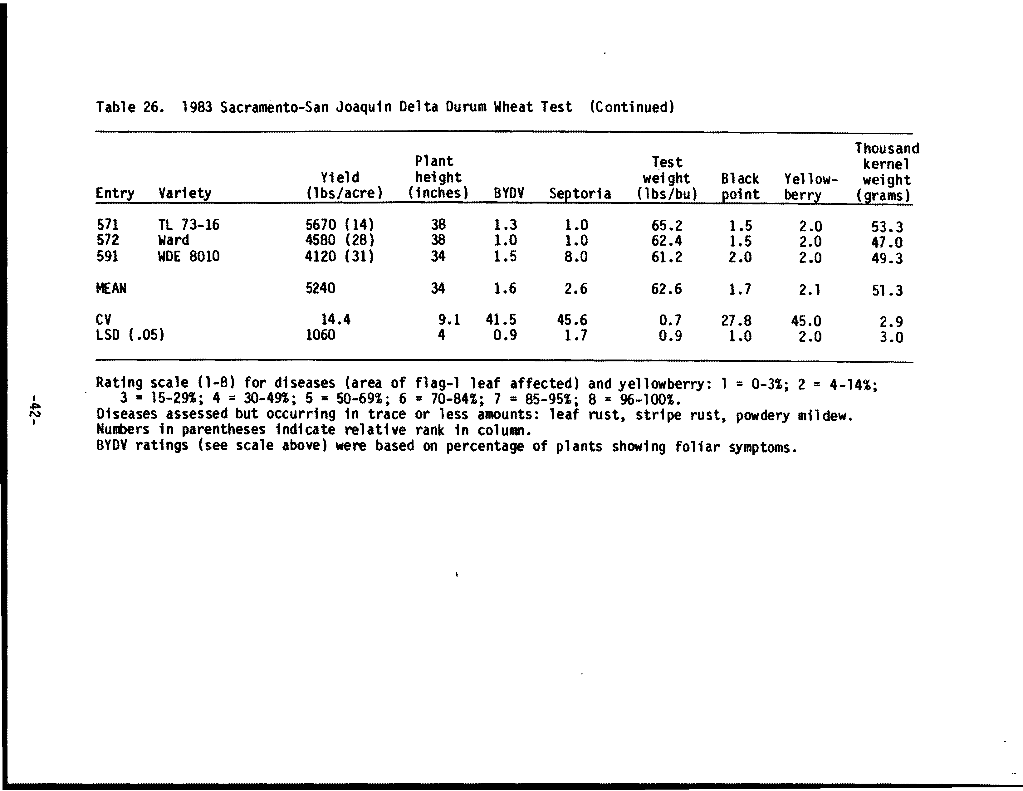 Table 26. 1983 Sacramento-San Joaquin Delta Durum Wheat Test (Continued)
Thousand
Plant Test kernel
Yield height weight Black Yellow- weight
Entry Variety (lbs/acre) (inches) BYDV Septoria (lbs/bu) point berry (grams)
571 TL 73-16 5670 (14) 38 1.3 1.0 65.2 1.5 2.0 53.3
572 Ward 4580 (28) 38 1.0 1.0 62.4 1.5 2.0 47.0
591 WDE 8010 4120 (31) 34 1.5 8.0 61.2 2.0 2.0 49.3
MEAN 5240 34 1.6 2.6 62.6 1.7 2.1 51.3
CV 14.4 9.1 41.5 45.6 0.7 27.8 45.0 2.9
LSD (.05) 1060 4 0.9 1.7 0.9 1.0 2.0 3.0
Rating scale (1-8) for diseases (area of flag-1 leaf affected) and yellowberry: 1 = 0-3%; 2 = 4-14%;
3 = 15-29%; 4 = 30-49%; 5 = 50-69%; 6 = 70-84%; 7 = 85-95%; 8 = 96-100%.
Diseases assessed but occurring in trace or less amounts: leaf rust, stripe rust, powdery mildew.
Numbers in parentheses indicate relative rank in column.
BYDV ratings (see scale above) were based on percentage of plants showing foliar symptoms.
-42-